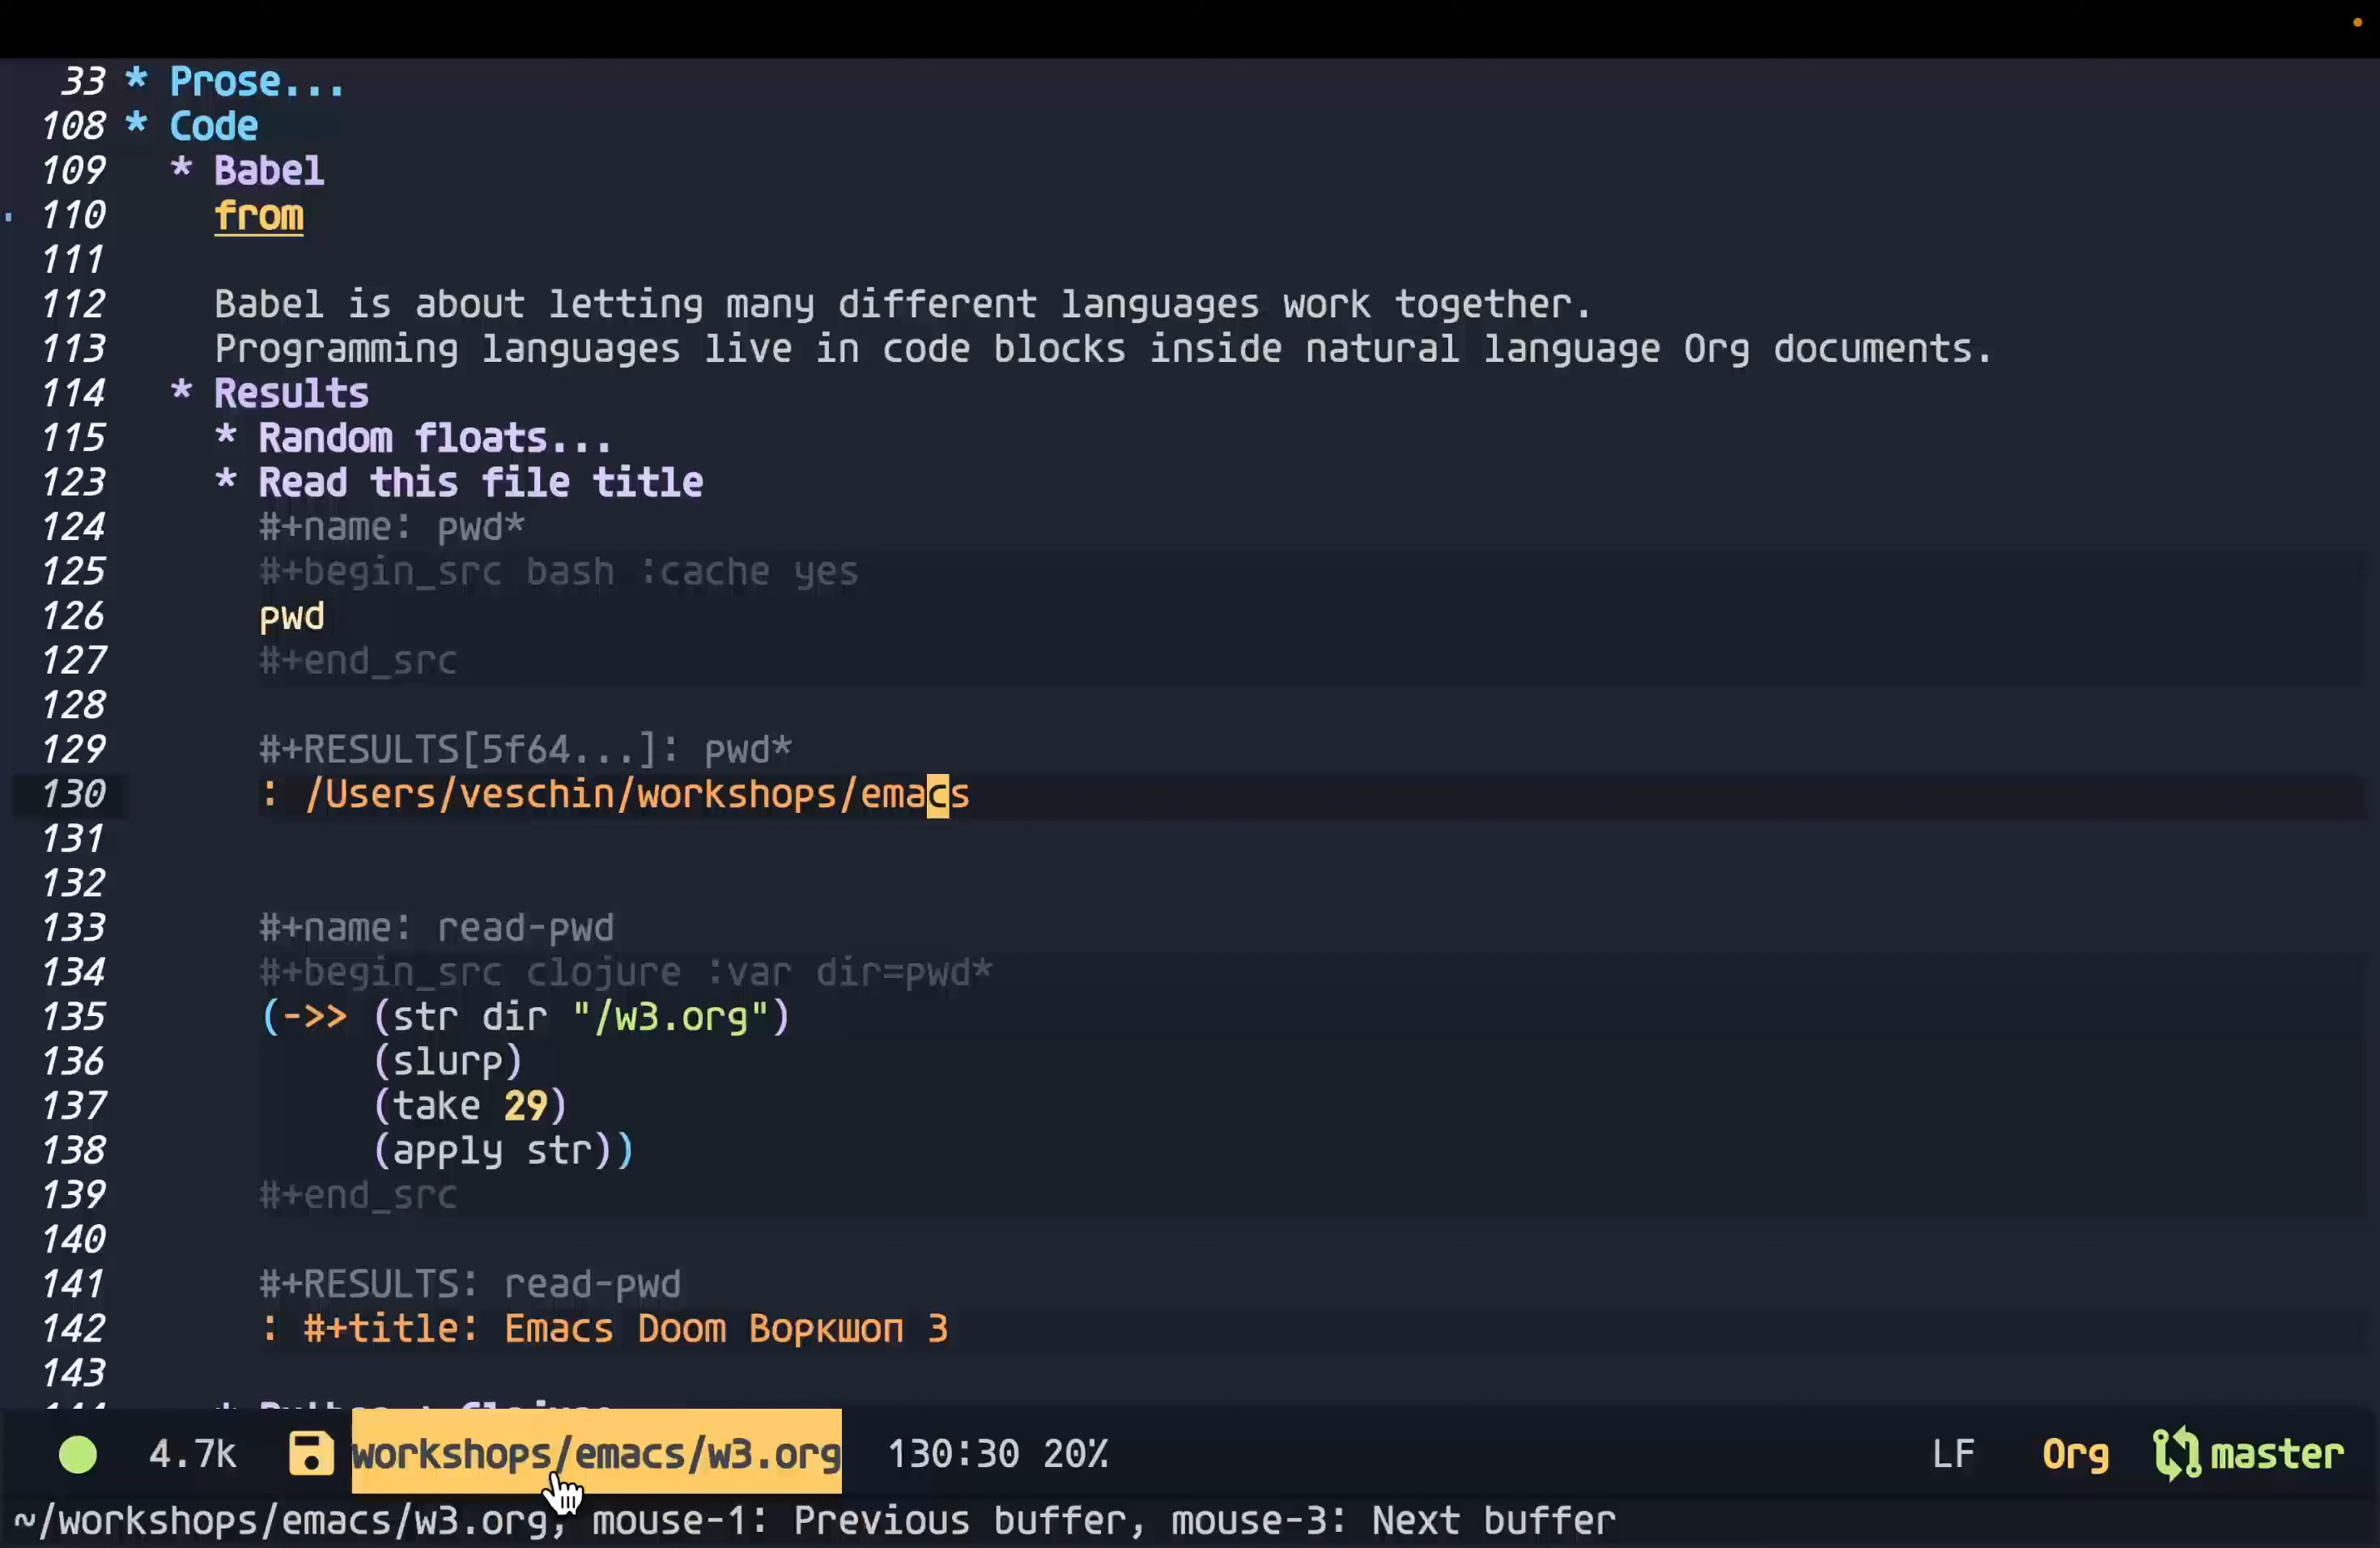 33 * Prose...
108 * Code
109 * Babel
110 from
111
112 Babel is about letting many different languages work together.
113 Programming languages live in code blocks inside natural language Org documents.
114 * Results
115 * Random floats...
123 * Read this file title
124 #+name: pwd*
125 #+begin_src bash :cache yes
126 pwd
127 #+end_src
128
129 #+RESULTS[5f64...]: pwd*
130 : /Users/veschin/workshops/emacs
131
132
133 #+name: read-pwd
134 #+begin_src clojure :var dir=pwd*
135 (->> (str dir "/w3.org")
136 (slurp)
137 (take 29)
138 (apply str))
139 #+end_src
140
141 #+RESULTS: read-pwd
142 : #+title: Emacs Doom Воркшоп 3
143
4.7k workshops/emacs/w3.org 130:30 20% LF Org master
~/workshops/emacs/w3.org, mouse-1: Previous buffer, mouse-3: Next buffer